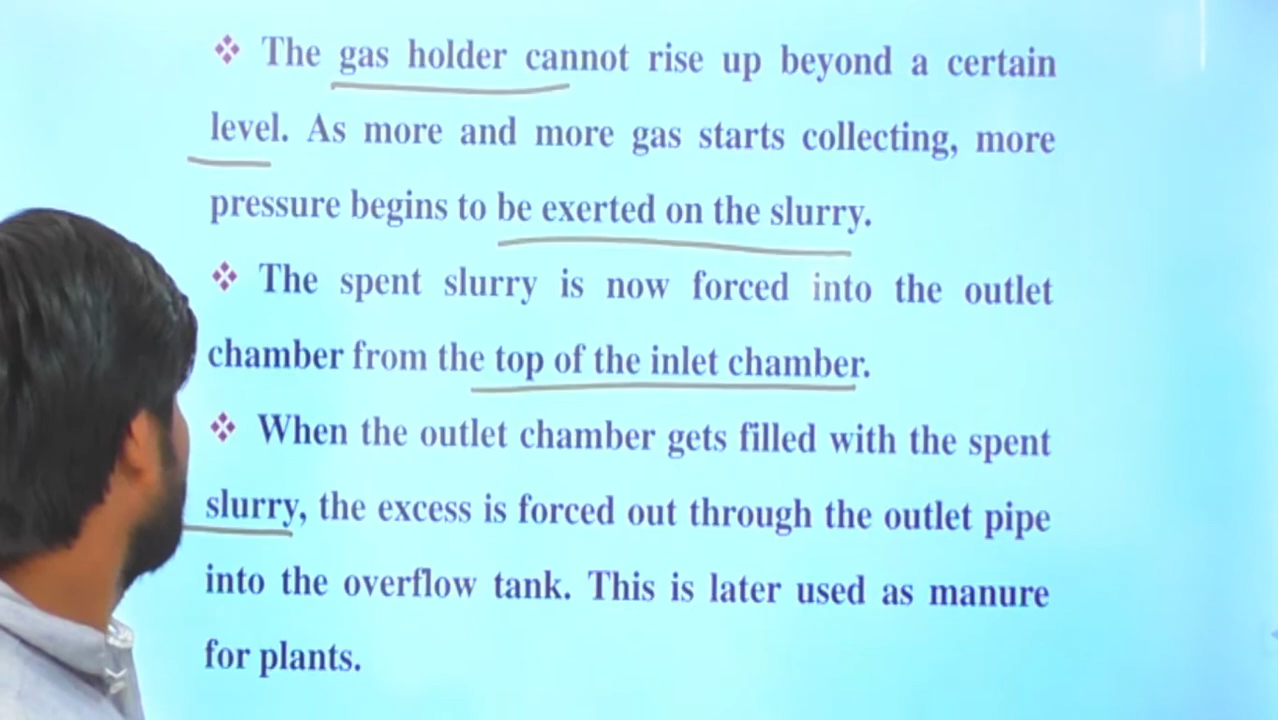 ❖ The gas holder cannot rise up beyond a certain
level. As more and more gas starts collecting, more
pressure begins to be exerted on the slurry.
❖ The spent slurry is now forced into the outlet
chamber from the top of the inlet chamber.
❖ When the outlet chamber gets filled with the spent
slurry, the excess is forced out through the outlet pipe
into the overflow tank. This is later used as manure
for plants.